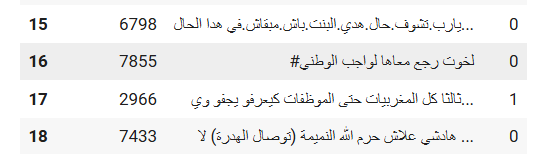 15 6798 ...يارب.تشوف.حال.هدي.البنت.باش.مبقاش.في هدا الحال 0
16 7855 #لخوت رجع معاها لواجب الوطني 0
17 2966 ...ثالثا كل المغربيات حتى الموظفات كيعرفو يجفو وي 1
18 7433 ... هادشي علاش حرم الله النميمة (توصال الهدرة) لا 0